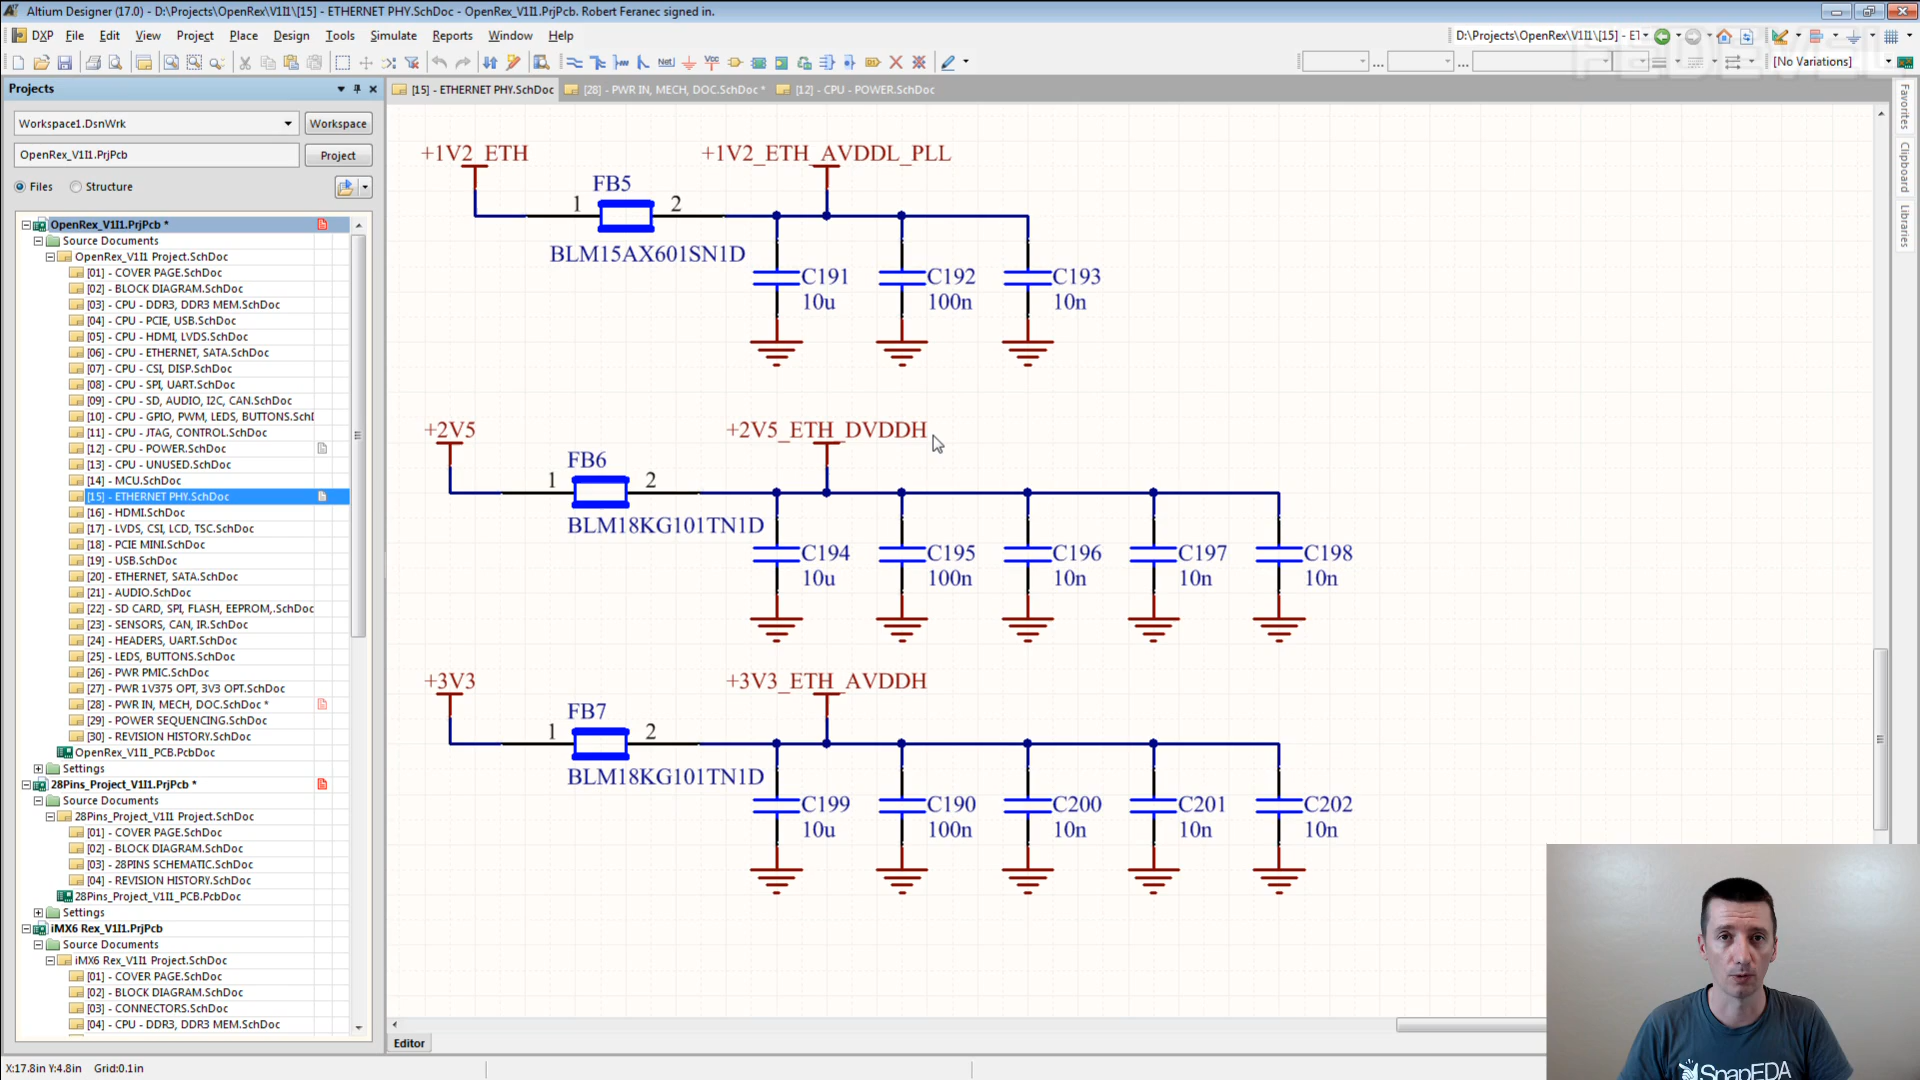 Altium Designer (17.0) - D:\Projects\OpenRex\V1I1\[15] - ETHERNET PHY.SchDoc - OpenRex_V1I1.PrjPcb. Robert Feranec signed in.
DXP File Edit View Project Place Design Tools Simulate Reports Window Help
D:\Projects\OpenRex\V1I1\[15] - E1
[No Variations]
Projects
[15] - ETHERNET PHY.SchDoc [28] - PWR IN, MECH, DOC.SchDoc * [12] - CPU - POWER.SchDoc
Workspace1.DsnWrk Workspace
OpenRex_V1I1.PrjPcb Project
Files Structure
OpenRex_V1I1.PrjPcb *
Source Documents
OpenRex_V1I1 Project.SchDoc
[01] - COVER PAGE.SchDoc
[02] - BLOCK DIAGRAM.SchDoc
[03] - CPU - DDR3, DDR3 MEM.SchDoc
[04] - CPU - PCIE, USB.SchDoc
[05] - CPU - HDMI, LVDS.SchDoc
[06] - CPU - ETHERNET, SATA.SchDoc
[07] - CPU - CSI, DISP.SchDoc
[08] - CPU - SPI, UART.SchDoc
[09] - CPU - SD, AUDIO, I2C, CAN.SchDoc
[10] - CPU - GPIO, PWM, LEDS, BUTTONS.Schl
[11] - CPU - JTAG, CONTROL.SchDoc
[12] - CPU - POWER.SchDoc
[13] - CPU - UNUSED.SchDoc
[14] - MCU.SchDoc
[15] - ETHERNET PHY.SchDoc
[16] - HDMI.SchDoc
[17] - LVDS, CSI, LCD, TSC.SchDoc
[18] - PCIE MINI.SchDoc
[19] - USB.SchDoc
[20] - ETHERNET, SATA.SchDoc
[21] - AUDIO.SchDoc
[22] - SD CARD, SPI, FLASH, EEPROM,.SchDoc
[23] - SENSORS, CAN, IR.SchDoc
[24] - HEADERS, UART.SchDoc
[25] - LEDS, BUTTONS.SchDoc
[26] - PWR PMIC.SchDoc
[27] - PWR 1V375 OPT, 3V3 OPT.SchDoc
[28] - PWR IN, MECH, DOC.SchDoc *
[29] - POWER SEQUENCING.SchDoc
[30] - REVISION HISTORY.SchDoc
OpenRex_V1I1_PCB.PcbDoc
Settings
28Pins_Project_V1I1.PrjPcb *
Source Documents
28Pins_Project_V1I1 Project.SchDoc
[01] - COVER PAGE.SchDoc
[02] - BLOCK DIAGRAM.SchDoc
[03] - 28PINS SCHEMATIC.SchDoc
[04] - REVISION HISTORY.SchDoc
28Pins_Project_V1I1_PCB.PcbDoc
Settings
iMX6 Rex_V1I1.PrjPcb
Source Documents
iMX6 Rex_V1I1 Project.SchDoc
[01] - COVER PAGE.SchDoc
[02] - BLOCK DIAGRAM.SchDoc
[03] - CONNECTORS.SchDoc
[04] - CPU - DDR3, DDR3 MEM.SchDoc
+1V2_ETH +1V2_ETH_AVDDL_PLL
FB5
1 2
BLM15AX601SN1D
C191 C192 C193
10u 100n 10n
+2V5 +2V5_ETH_DVDDH
FB6
1 2
BLM18KG101TN1D
C194 C195 C196 C197 C198
10u 100n 10n 10n 10n
+3V3 +3V3_ETH_AVDDH
FB7
1 2
BLM18KG101TN1D
C199 C190 C200 C201 C202
10u 100n 10n 10n 10n
Favorites
Clipboard
Libraries
Editor
X:17.8in Y:4.8in Grid:0.1in
SnapEDA